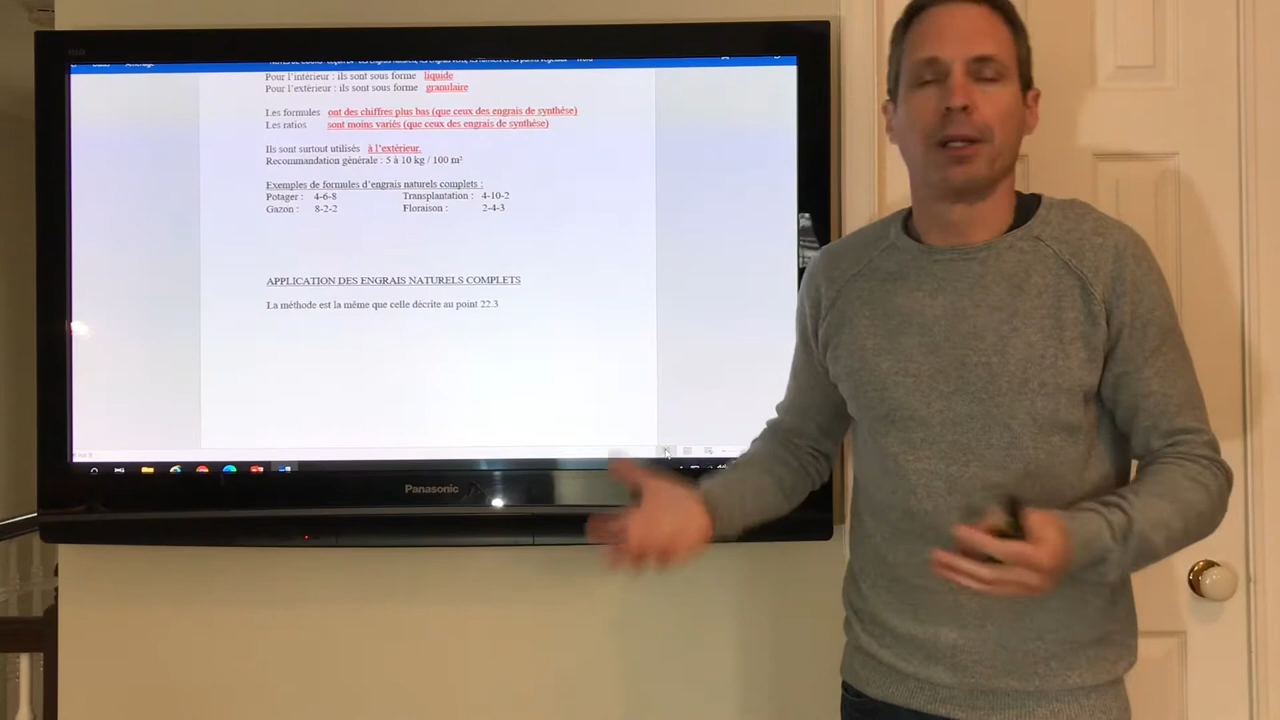 Pour l'intérieur : ils sont sous forme liquide
Pour l'extérieur : ils sont sous forme granulaire
Les formules ont des chiffres plus bas (que ceux des engrais de synthèse)
Les ratios sont moins variés (que ceux des engrais de synthèse)
Ils sont surtout utilisés à l'extérieur.
Recommandation générale : 5 à 10 kg / 100 m²
Exemples de formules d'engrais naturels complets :
Potager : 4-6-8 Transplantation : 4-10-2
Gazon : 8-2-2 Floraison : 2-4-3
APPLICATION DES ENGRAIS NATURELS COMPLETS
La méthode est la même que celle décrite au point 22.3
Panasonic